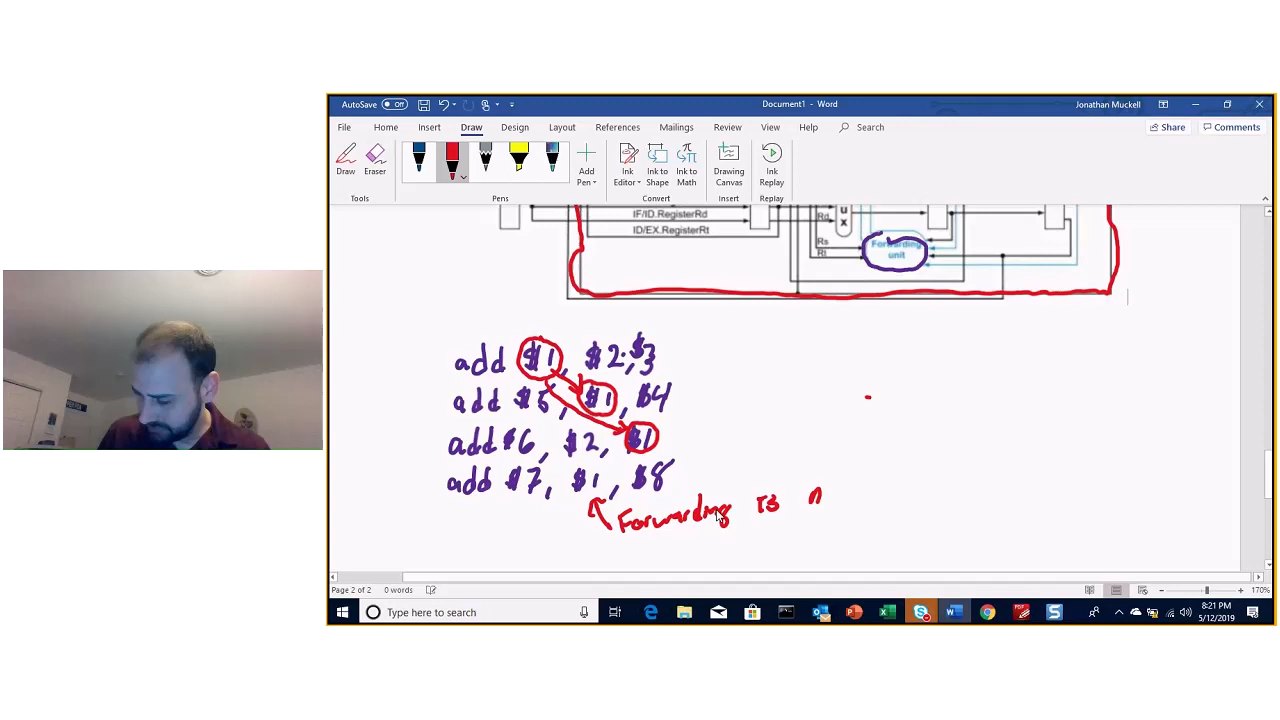 AutoSave Off Document1 - Word Jonathan Muckell
File Home Insert Draw Design Layout References Mailings Review View Help Search Share Comments
Draw Eraser Add Pen Ink Editor Ink to Shape Ink to Math Drawing Canvas Ink Replay
Tools Pens Convert Insert Replay
IF/ID.RegisterRd
ID/EX.RegisterRt
Rd
u
x
Rs
Rt
Forwarding
unit
add $1, $2, $3
add $5, $1, $4
add $6, $2, $1
add $7, $1, $8
Forwarding is n
Page 2 of 2 0 words 170%
Type here to search
8:21 PM
5/12/2019